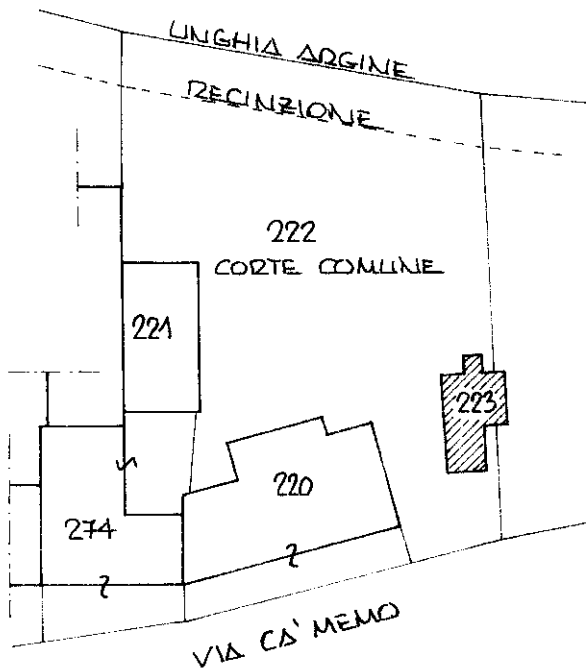 UNGHIA ARGINE
RECINZIONE
222
CORTE COMUNE
221
223
220
274
VIA CA' MEMO